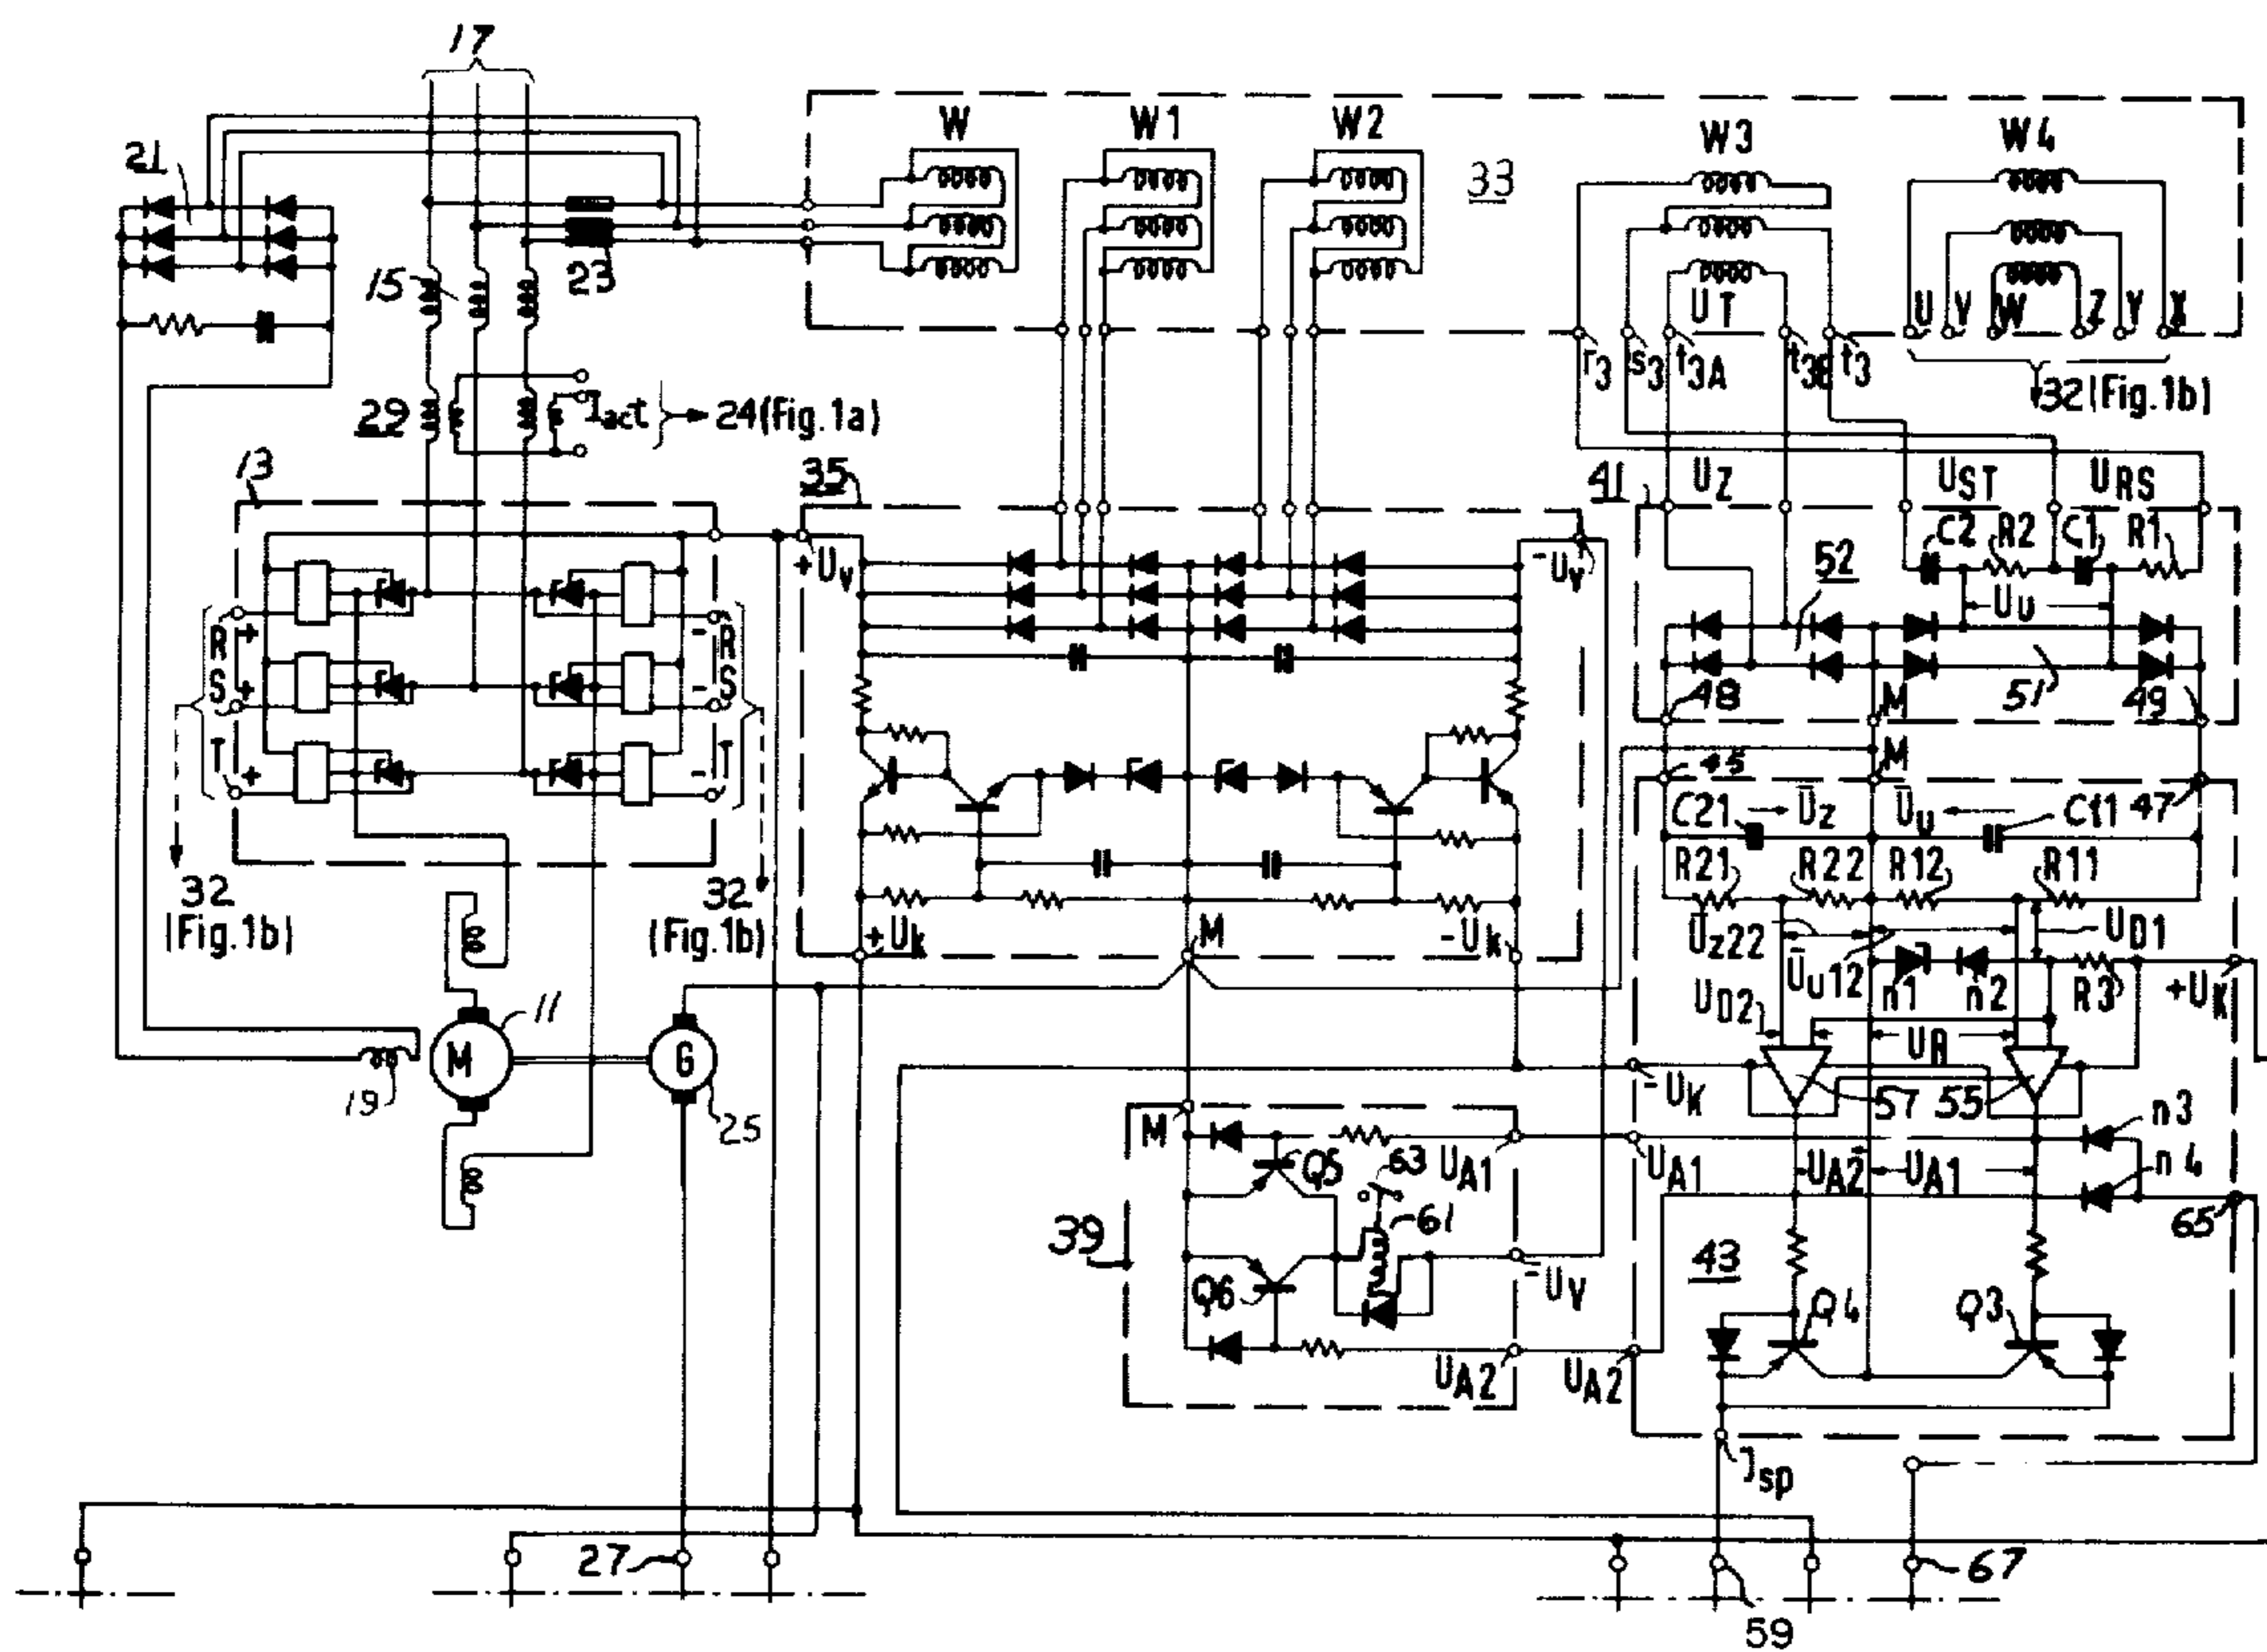 17
W W1 W2 W3 W4
33
21
15
23
U T
U V W Z Y X
r3 s3 t3A t3B t3
32(Fig.1b)
29
Iact
24(Fig.1a)
13
35
41
UZ UST URS
C2 R2 C1 R1
+UV -UV
52
UU
R + - R
S + - S
T + - T
48 M 51 49
45 M
C21 ŪZ ŪU C11 47
32
(Fig.1b)
32
(Fig.1b)
R21 R22 R12 R11
+Uk M -Uk
Ūz22 Ūu12 UD1
n1 n2 R3 +UK
UD2
UA
11
M G
19
25
-UK
57 55
M
Q5 63 UA1 UA1
n3
UA2 UA1
n4
39
61
65
43
Q6
-UV
Q4 Q3
UA2 UA2
Jsp
27
67
59